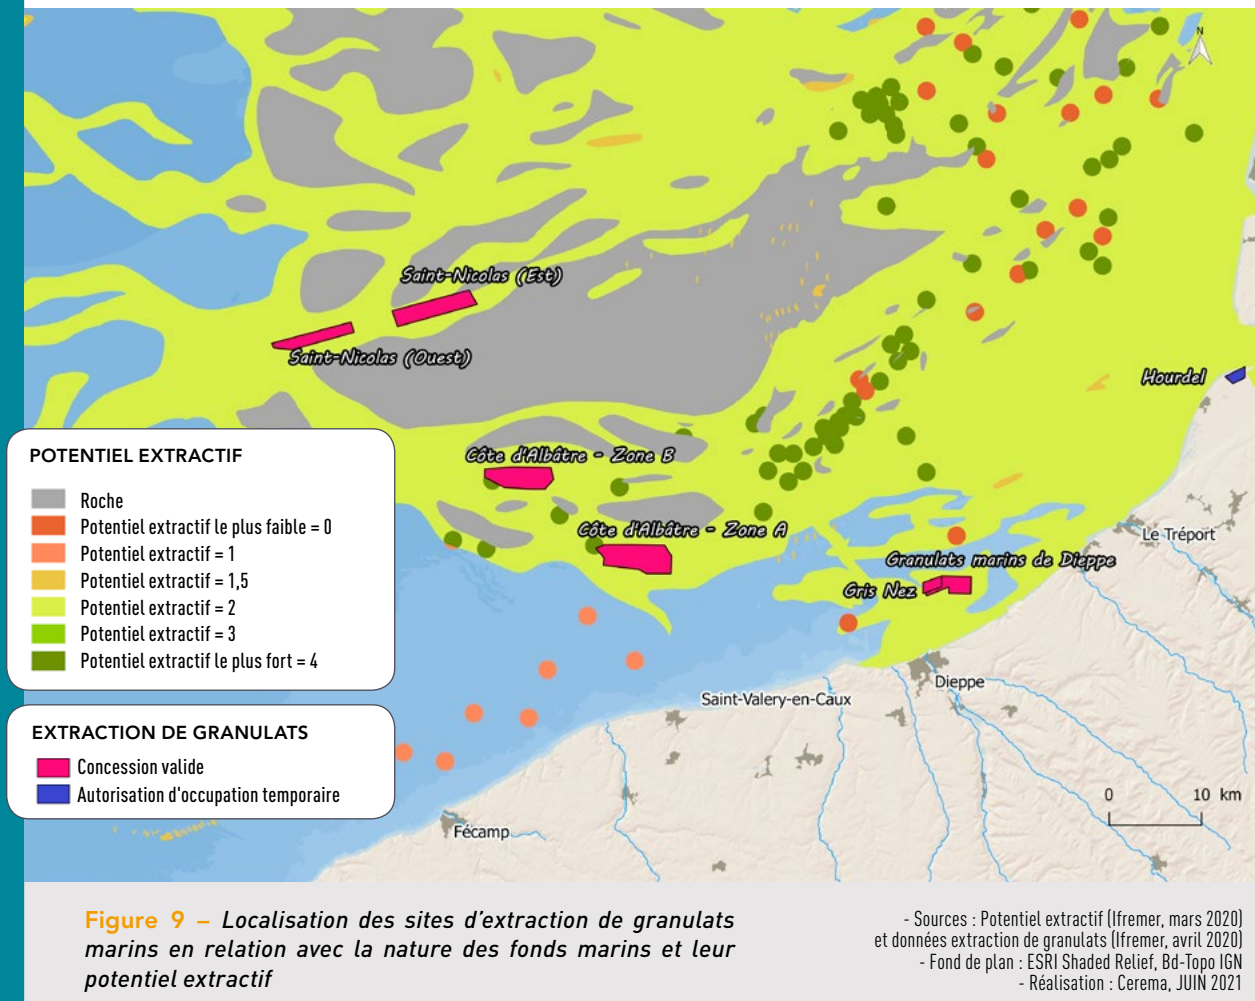 N
Saint-Nicolas (Est)
Saint-Nicolas (Ouest)
Hourdel
Côte d'Albâtre - Zone B
Côte d'Albâtre - Zone A
Le Tréport
Granulats marins de Dieppe
Gris Nez
Dieppe
Saint-Valery-en-Caux
Fécamp
0 10 km
POTENTIEL EXTRACTIF
Roche
Potentiel extractif le plus faible = 0
Potentiel extractif = 1
Potentiel extractif = 1,5
Potentiel extractif = 2
Potentiel extractif = 3
Potentiel extractif le plus fort = 4
EXTRACTION DE GRANULATS
Concession valide
Autorisation d'occupation temporaire
Figure 9 – Localisation des sites d'extraction de granulats
marins en relation avec la nature des fonds marins et leur
potentiel extractif
- Sources : Potentiel extractif (Ifremer, mars 2020)
et données extraction de granulats (Ifremer, avril 2020)
- Fond de plan : ESRI Shaded Relief, Bd-Topo IGN
- Réalisation : Cerema, JUIN 2021